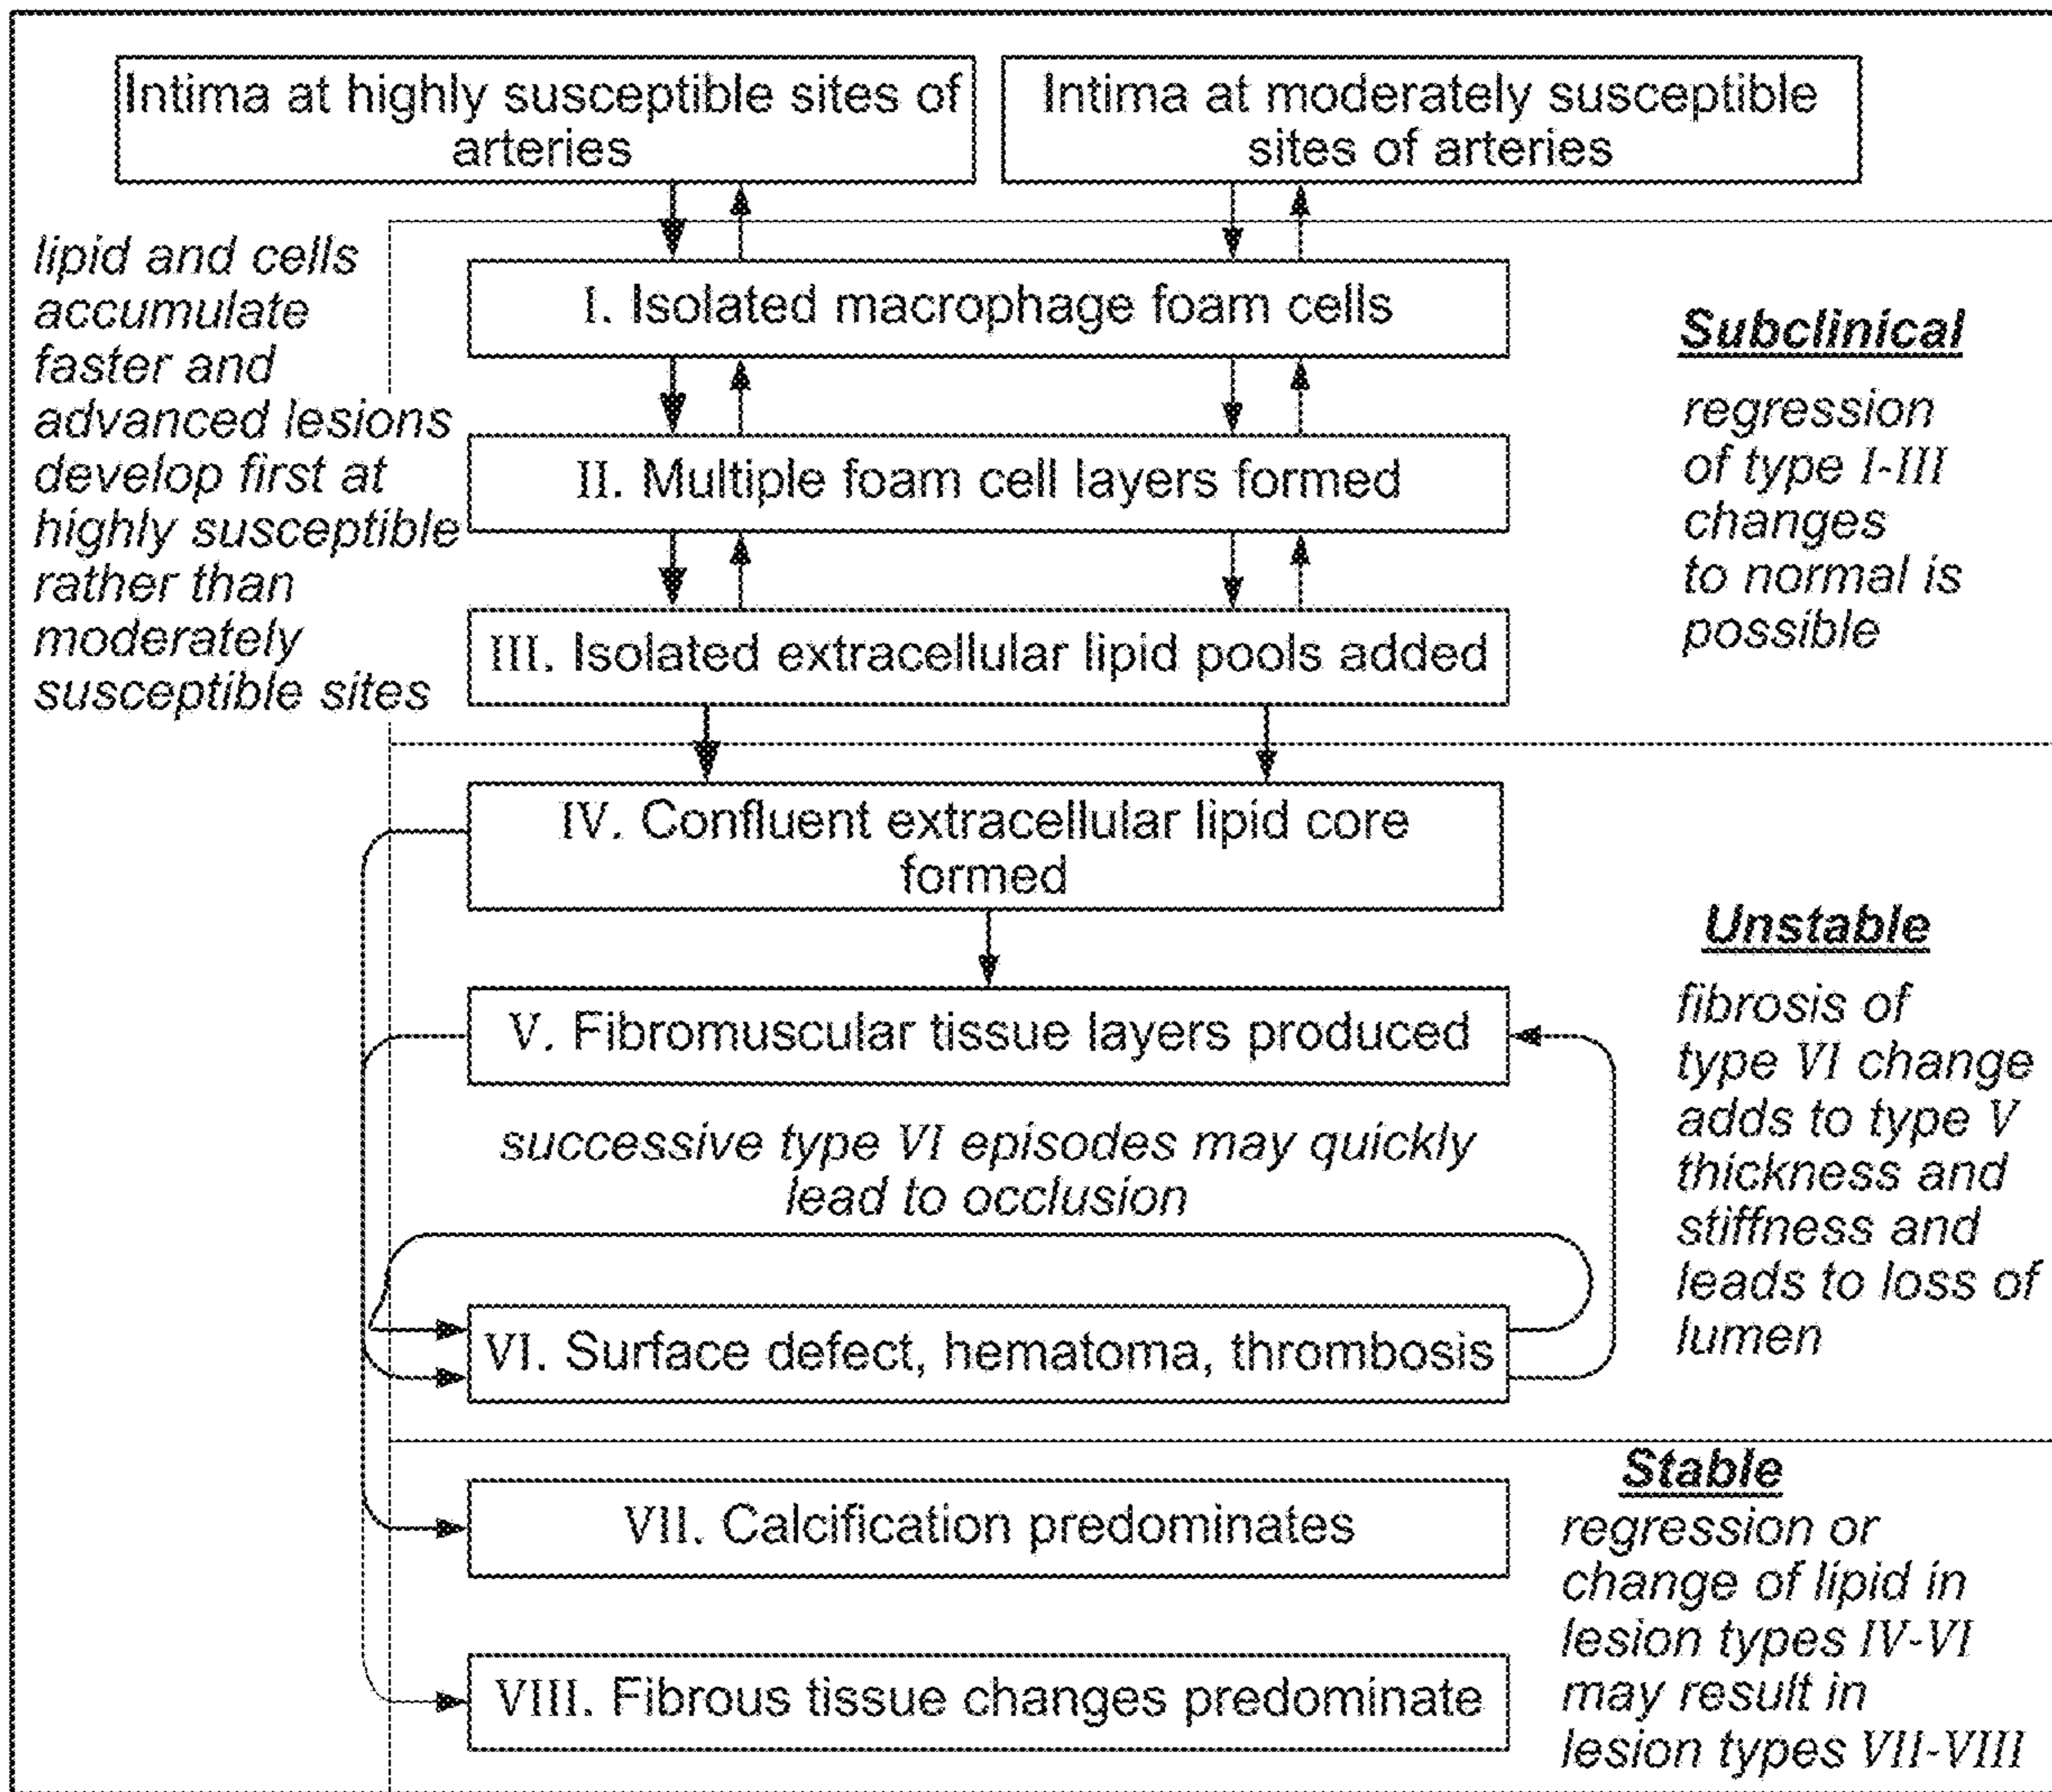 Intima at highly susceptible sites of
arteries
Intima at moderately susceptible
sites of arteries
lipid and cells
accumulate
faster and
advanced lesions
develop first at
highly susceptible
rather than
moderately
susceptible sites
I. Isolated macrophage foam cells
II. Multiple foam cell layers formed
III. Isolated extracellular lipid pools added
Subclinical
regression
of type I-III
changes
to normal is
possible
IV. Confluent extracellular lipid core
formed
V. Fibromuscular tissue layers produced
successive type VI episodes may quickly
lead to occlusion
VI. Surface defect, hematoma, thrombosis
Unstable
fibrosis of
type VI change
adds to type V
thickness and
stiffness and
leads to loss of
lumen
VII. Calcification predominates
VIII. Fibrous tissue changes predominate
Stable
regression or
change of lipid in
lesion types IV-VI
may result in
lesion types VII-VIII